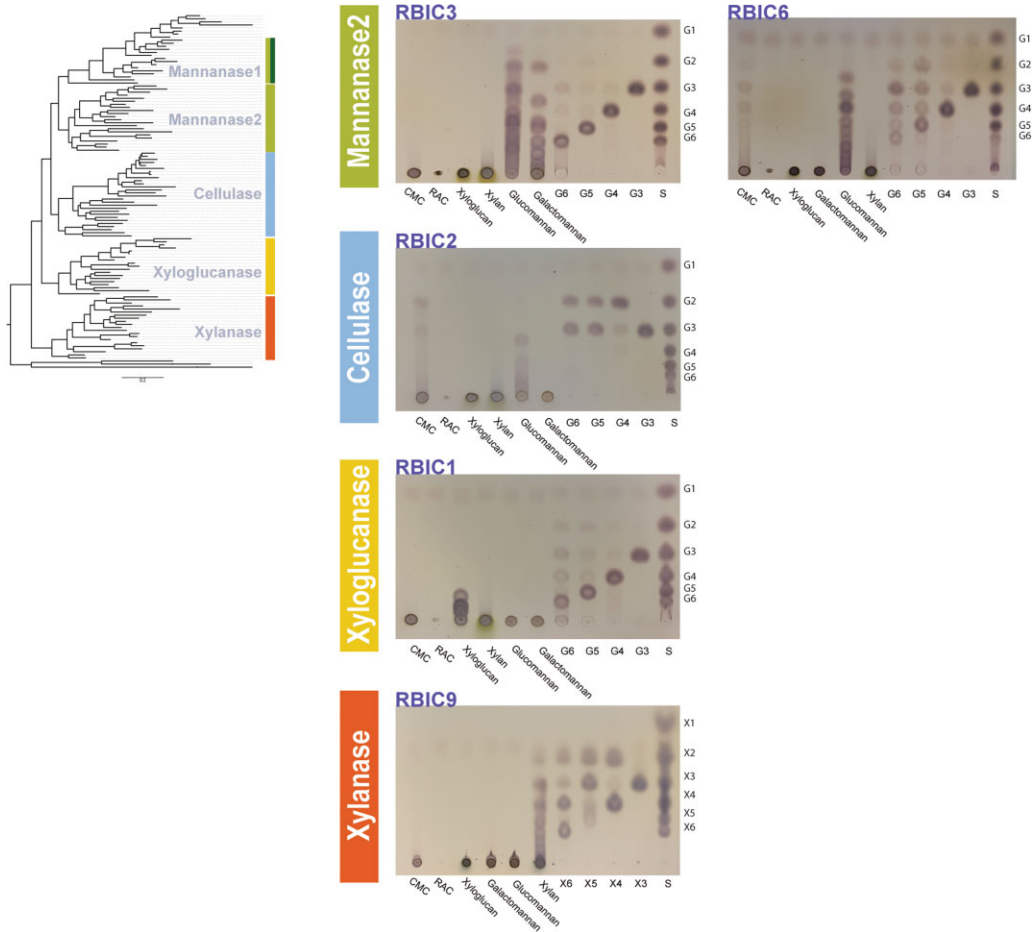 Mannanase1
Mannanase2
Cellulase
Xyloglucanase
Xylanase
Mannanase2
RBIC3
G1
G2
G3
G4
G5
G6
CMC
RAC
Xyloglucan
Xylan
Glucomannan
Galactomannan
G6 G5 G4 G3 S
RBIC6
G1
G2
G3
G4
G5
G6
CMC
RAC
Xyloglucan
Galactomannan
Glucomannan
Xylan
G6 G5 G4 G3 S
Cellulase
RBIC2
G1
G2
G3
G4
G5
G6
CMC
RAC
Xyloglucan
Xylan
Glucomannan
Galactomannan
G6 G5 G4 G3 S
Xyloglucanase
RBIC1
G1
G2
G3
G4
G5
G6
CMC
RAC
Xyloglucan
Xylan
Glucomannan
Galactomannan
G6 G5 G4 G3 S
Xylanase
RBIC9
X1
X2
X3
X4
X5
X6
CMC
RAC
Xyloglucan
Galactomannan
Glucomannan
Xylan
X6 X5 X4 X3 S